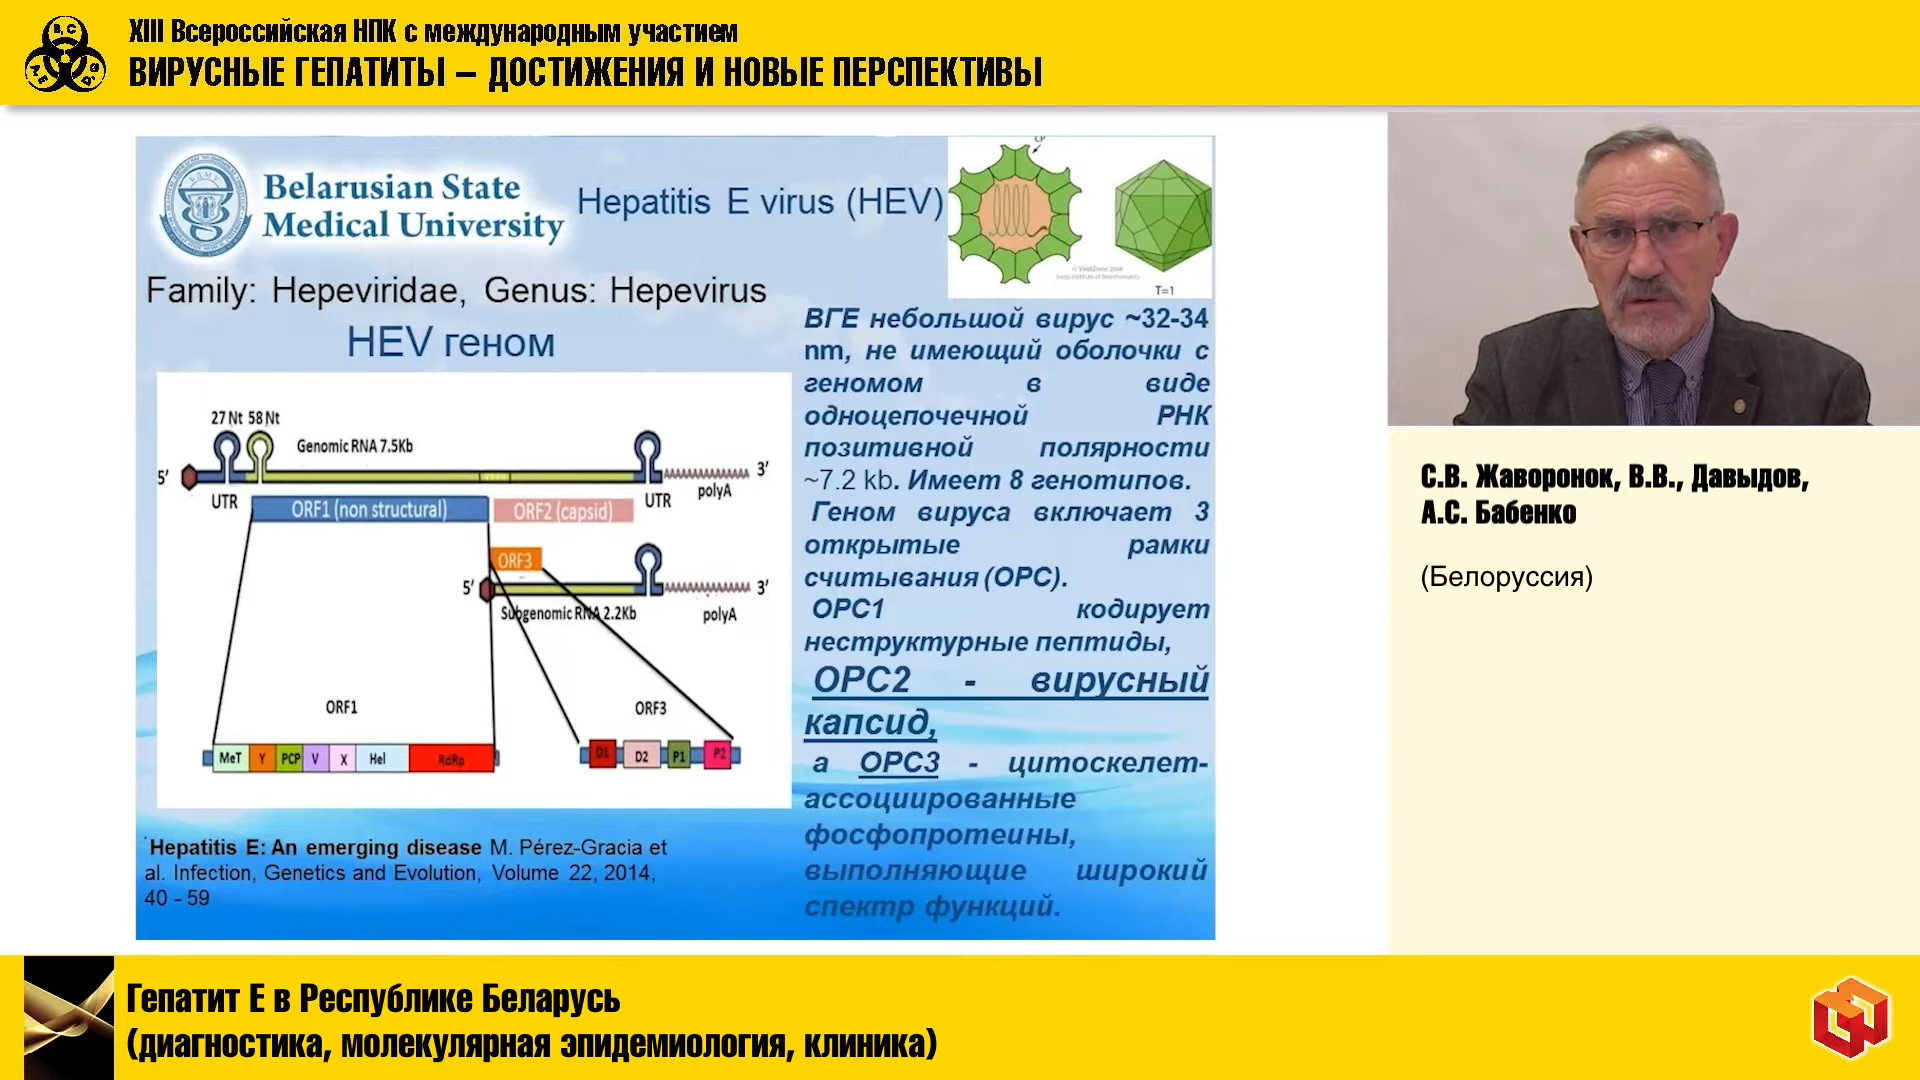 XIII Всероссийская НПК с международным участием
ВИРУСНЫЕ ГЕПАТИТЫ – ДОСТИЖЕНИЯ И НОВЫЕ ПЕРСПЕКТИВЫ
Belarusian State
Medical University
Hepatitis E virus (HEV)
T=1
Family: Hepeviridae, Genus: Hepevirus
HEV геном
27 Nt 58 Nt
Genomic RNA 7.5Kb
5'
3'
UTR
UTR
polyA
ORF1 (non structural)
ORF2 (capsid)
ORF3
5'
3'
Subgenomic RNA 2.2Kb
polyA
ORF1
ORF3
MeT Y PCP V X Hel RdRp
D1 D2 P1 P2
Hepatitis E: An emerging disease M. Pérez-Gracia et
al. Infection, Genetics and Evolution, Volume 22, 2014,
40 - 59
ВГЕ небольшой вирус ~32-34
nm, не имеющий оболочки с
геномом в виде
одноцепочечной РНК
позитивной полярности
~7.2 kb. Имеет 8 генотипов.
Геном вируса включает 3
открытые рамки
считывания (ОРС).
ОРС1 кодирует
неструктурные пептиды,
ОРС2 - вирусный
капсид,
а ОРС3 - цитоскелет-
ассоциированные
фосфопротеины,
выполняющие широкий
спектр функций.
С.В. Жаворонок, В.В., Давыдов,
А.С. Бабенко
(Белоруссия)
Гепатит Е в Республике Беларусь
(диагностика, молекулярная эпидемиология, клиника)